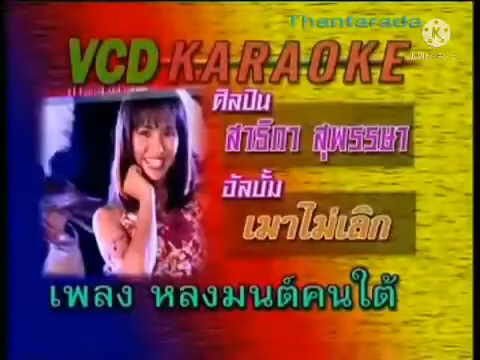 Thantarada
VCD KARAOKE
ศิลปิน
สาธิกา สุพรรษา
อัลบั้ม
เมาไม่เลิก
เพลง หลงมนต์คนใต้